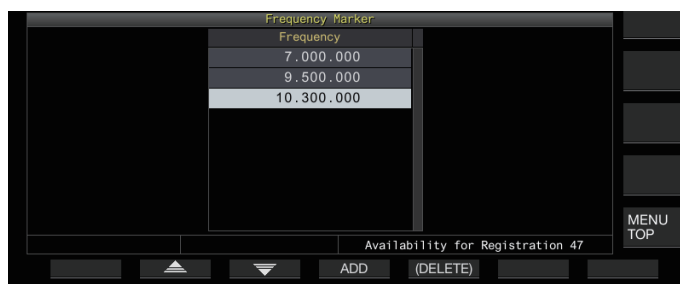 Frequency Marker
Frequency
7.000.000
9.500.000
10.300.000
MENU
TOP
Availability for Registration 47
ADD
(DELETE)